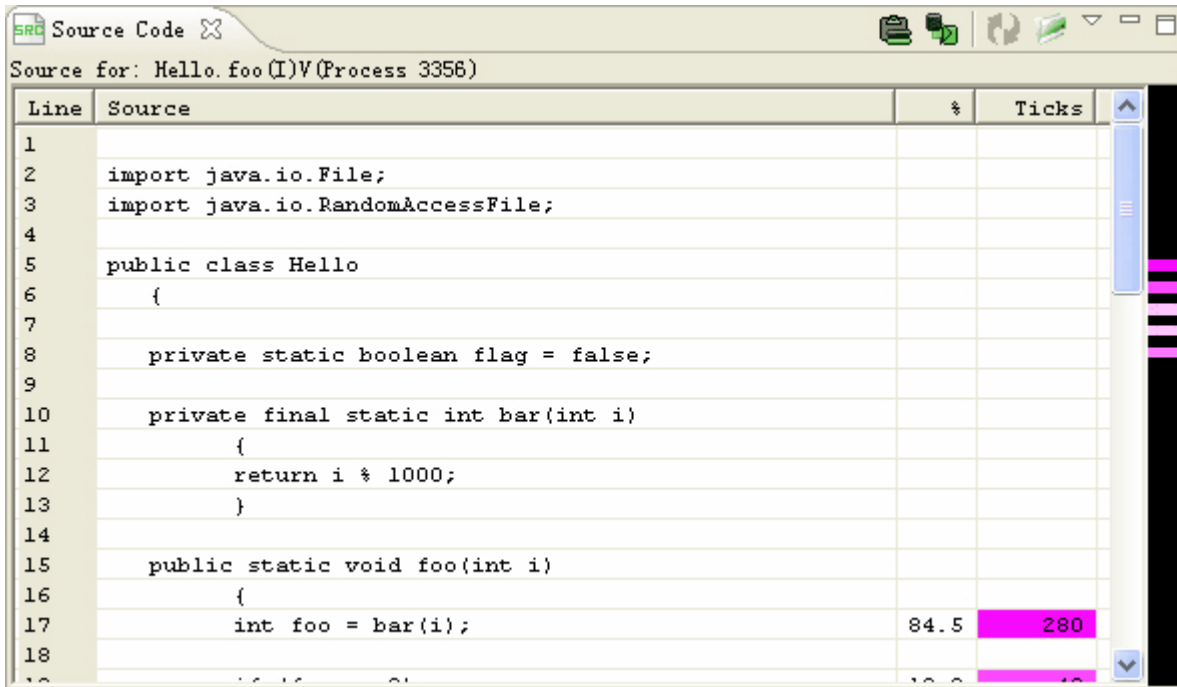 SRC Source Code
Source for: Hello.foo(I)V(Process 3356)
Line Source % Ticks
1
2 import java.io.File;
3 import java.io.RandomAccessFile;
4
5 public class Hello
6 {
7
8 private static boolean flag = false;
9
10 private final static int bar(int i)
11 {
12 return i % 1000;
13 }
14
15 public static void foo(int i)
16 {
17 int foo = bar(i); 84.5 280
18